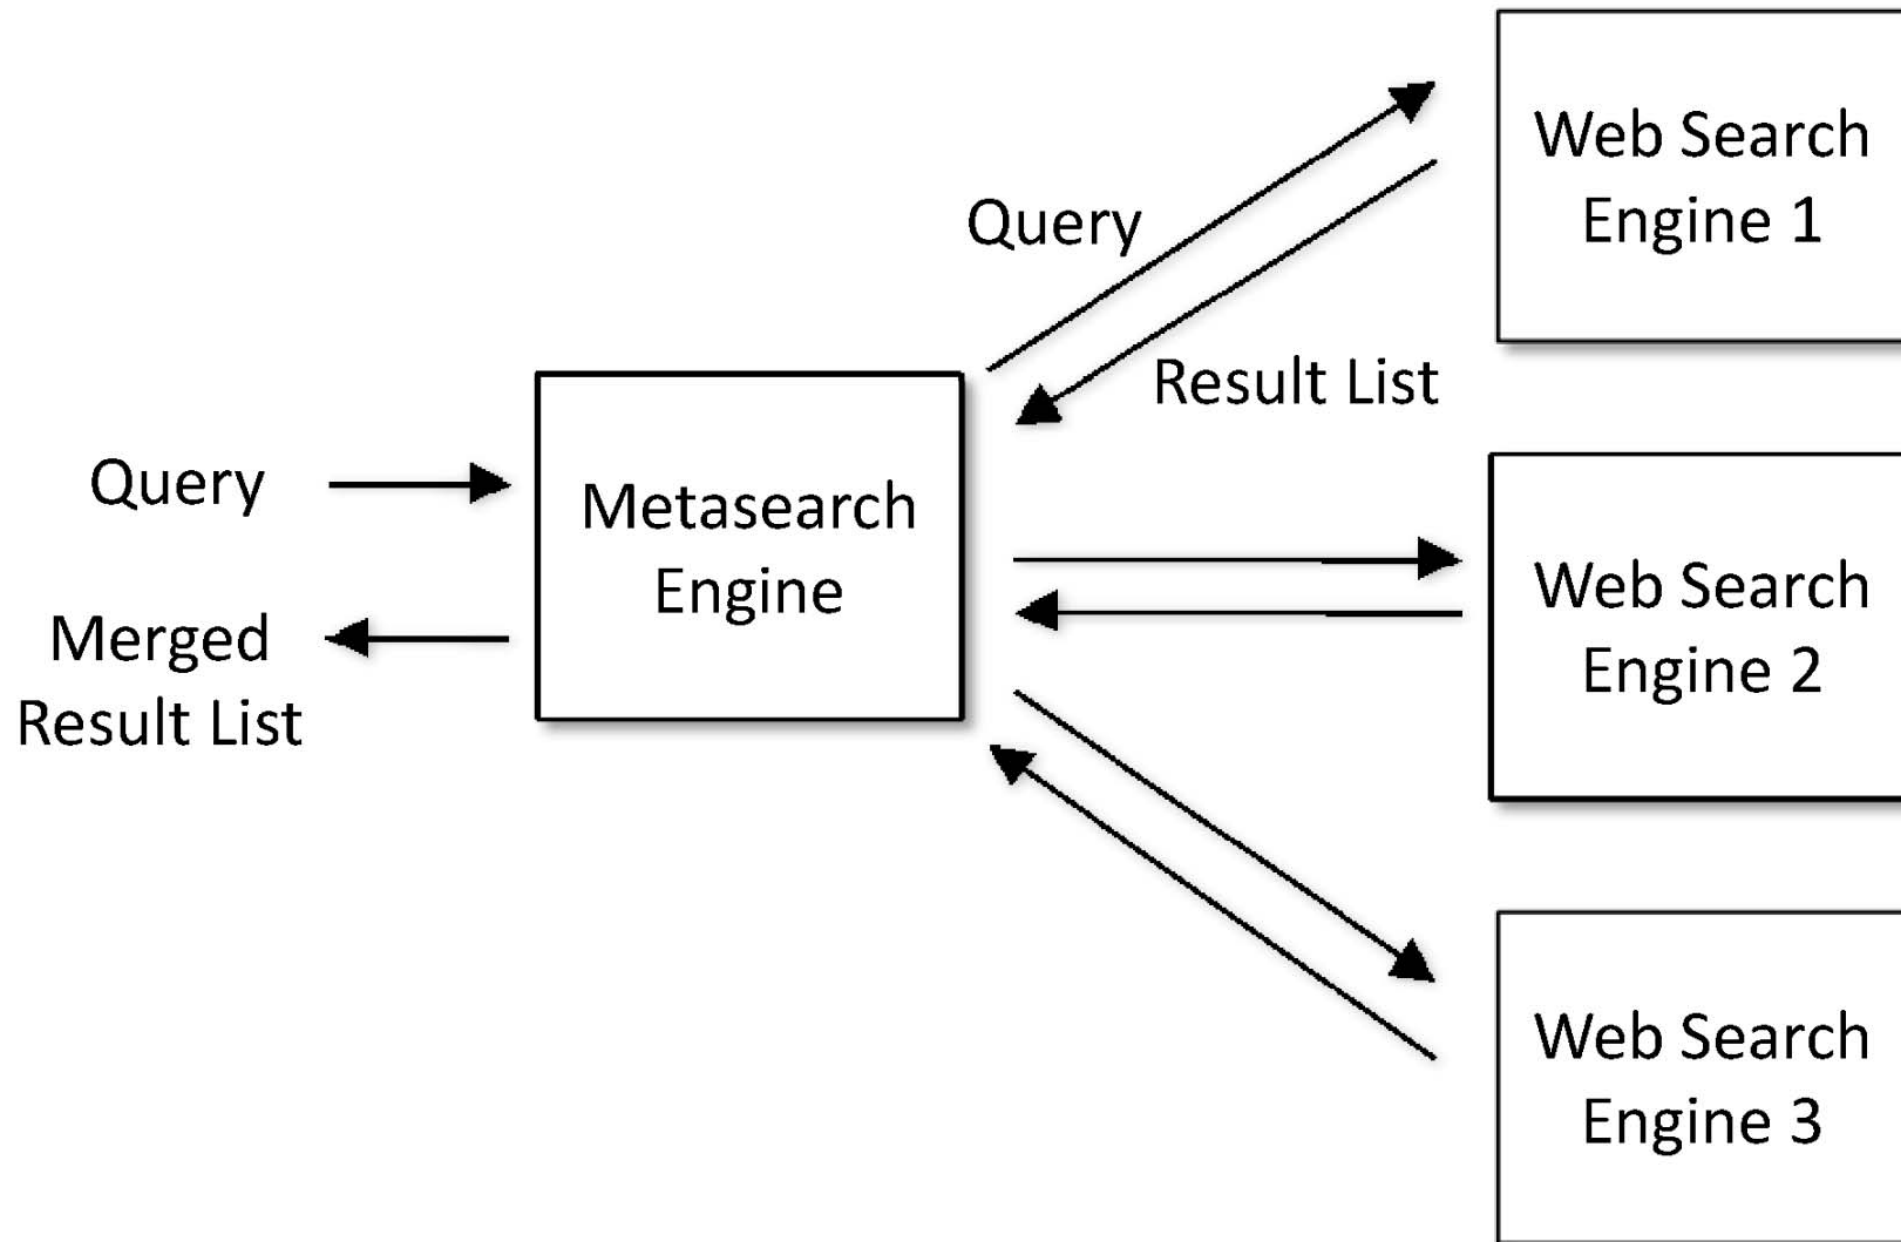 Query
Merged
Result List
Metasearch
Engine
Query
Result List
Web Search
Engine 1
Web Search
Engine 2
Web Search
Engine 3